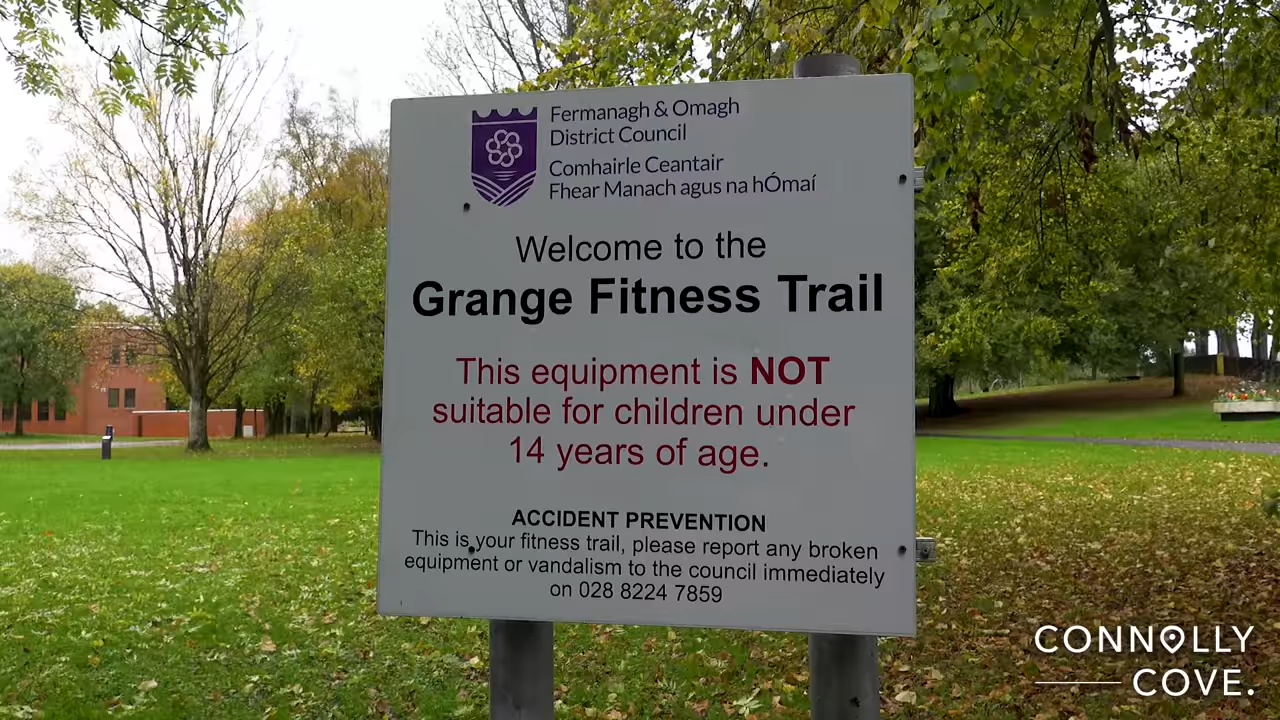 Fermanagh & Omagh
District Council
Comhairle Ceantair
Fhear Manach agus na hÓmaí
Welcome to the
Grange Fitness Trail
This equipment is NOT
suitable for children under
14 years of age.
ACCIDENT PREVENTION
This is your fitness trail, please report any broken
equipment or vandalism to the council immediately
on 028 8224 7859
CONNOLLY
COVE.